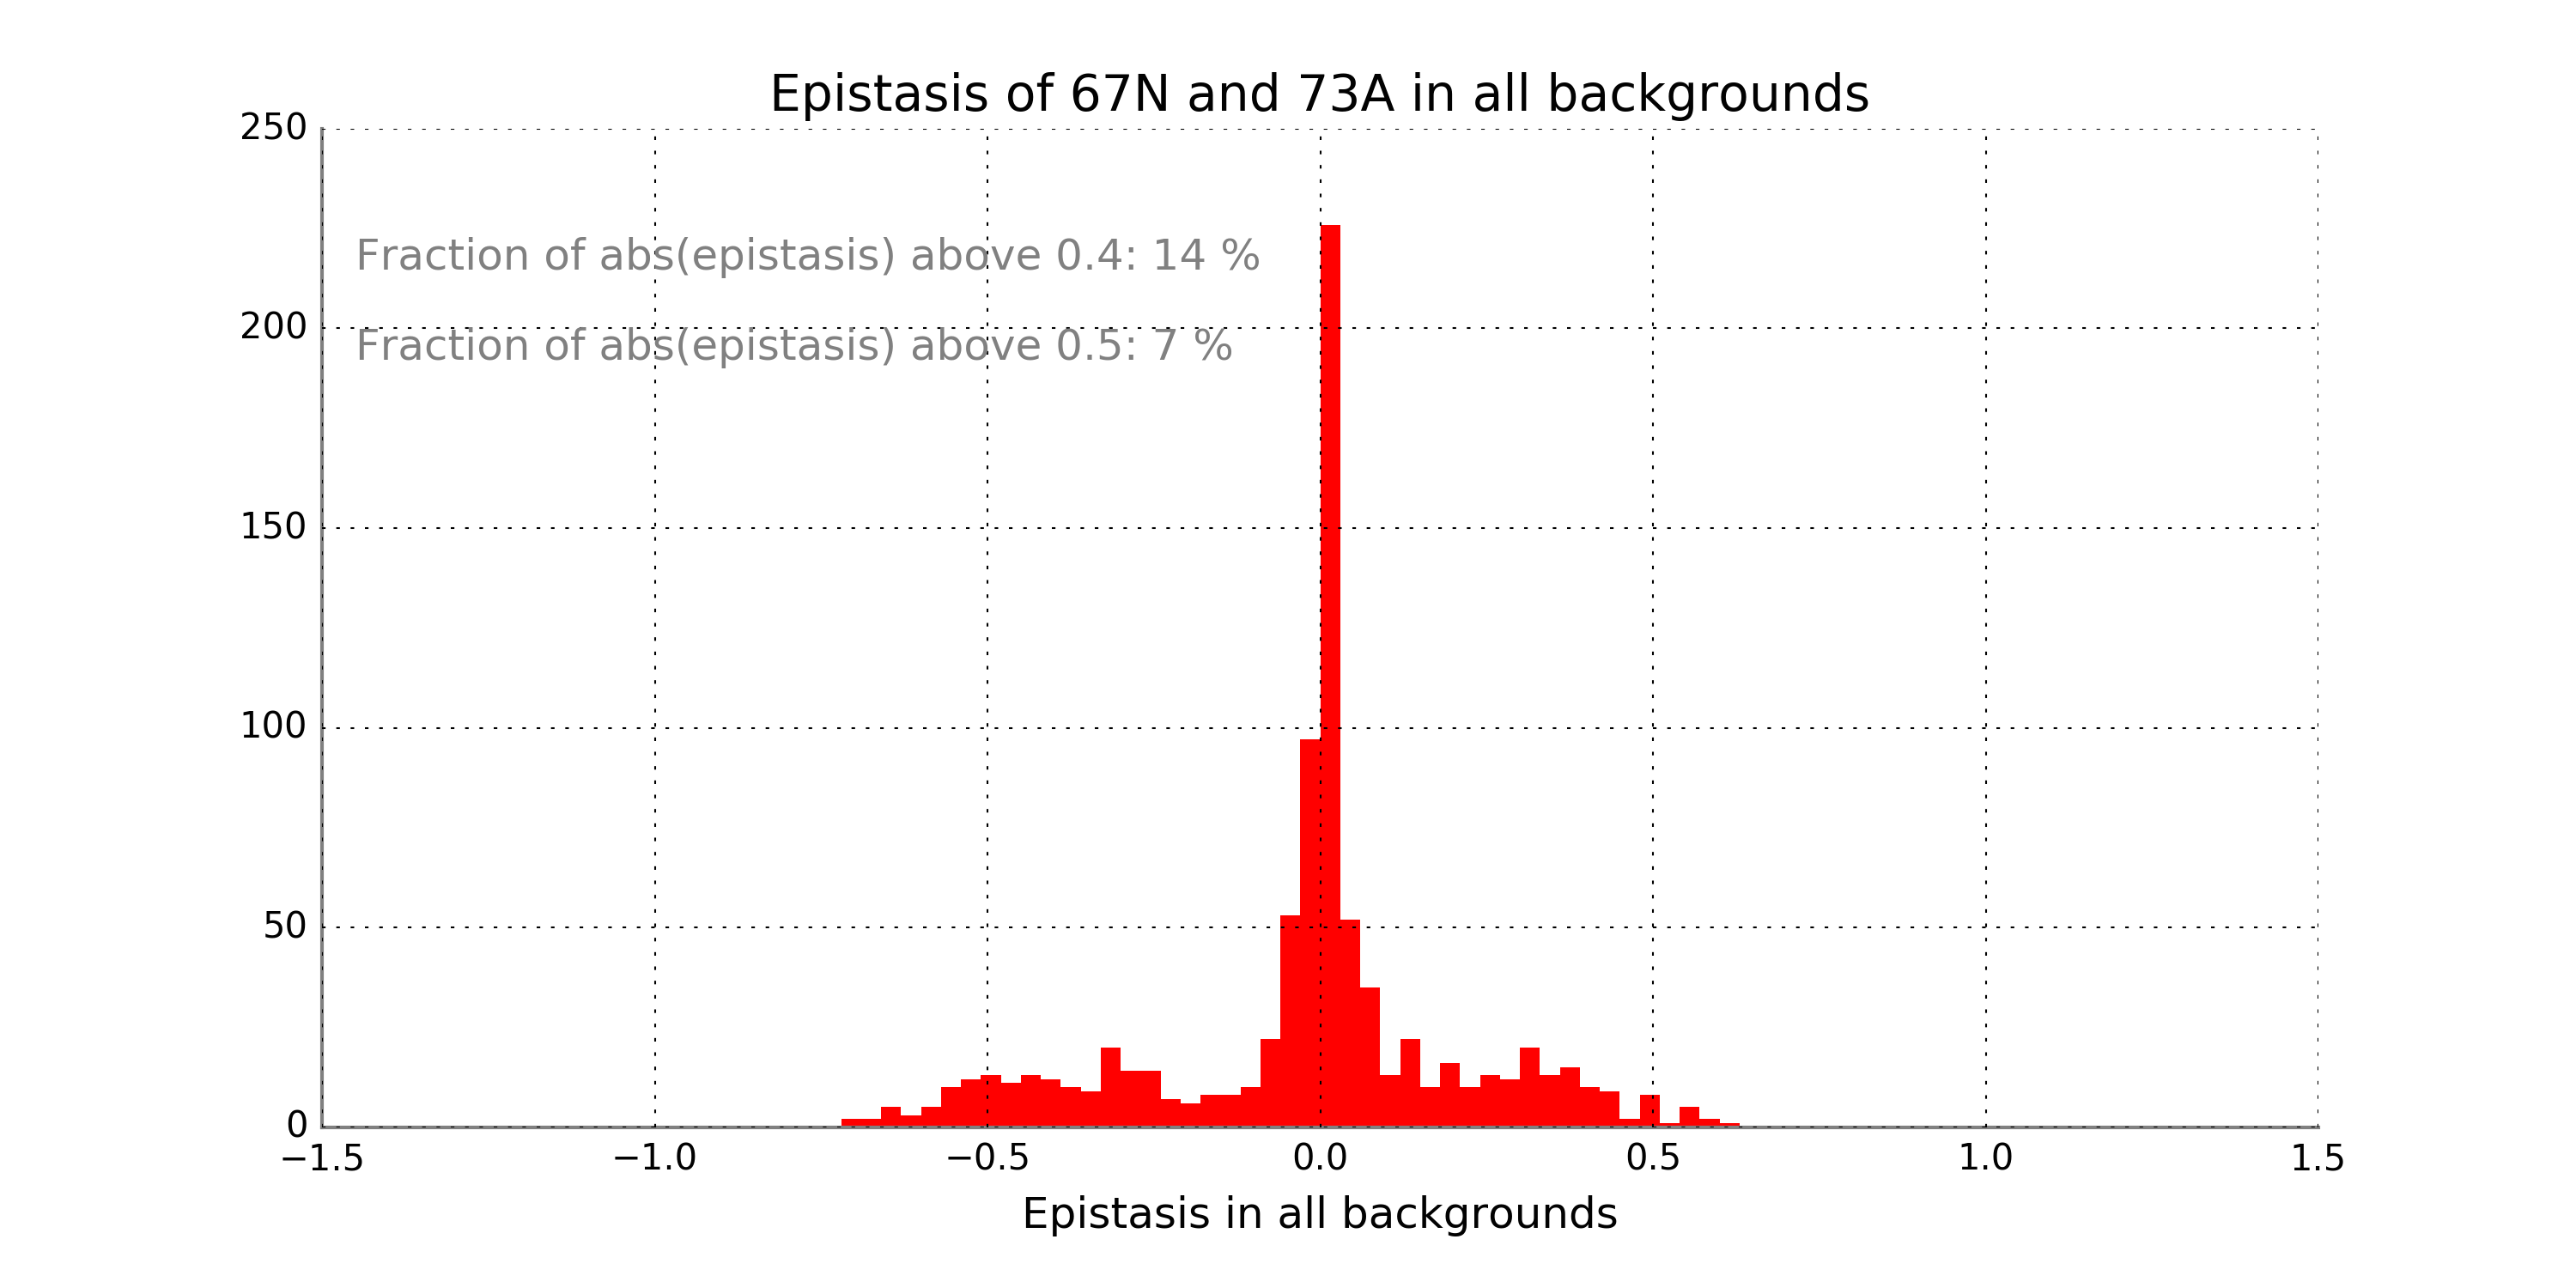 Epistasis of 67N and 73A in all backgrounds
250
Fraction of abs(epistasis) above 0.4: 14 %
200
Fraction of abs(epistasis) above 0.5: 7 %
150
100
50
0
−1.5 −1.0 −0.5 0.0 0.5 1.0 1.5
Epistasis in all backgrounds